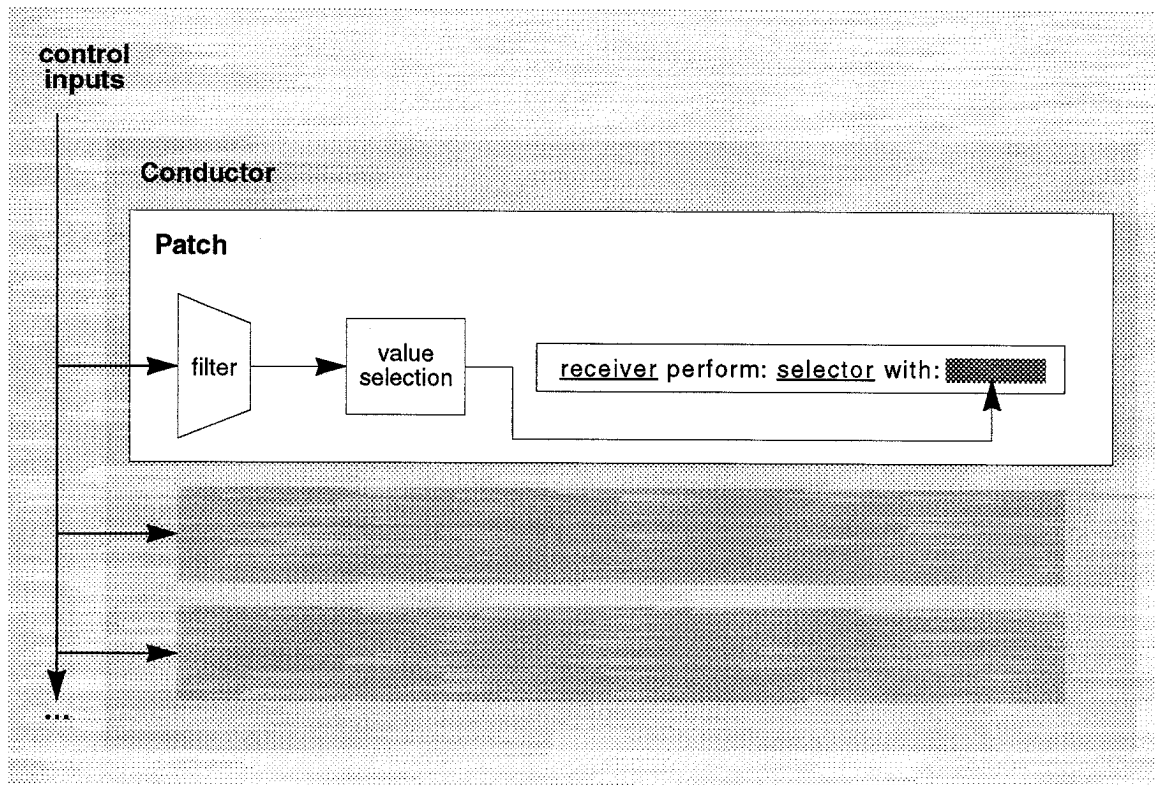 control
inputs
Conductor
Patch
filter
value
selection
receiver perform: selector with:
...